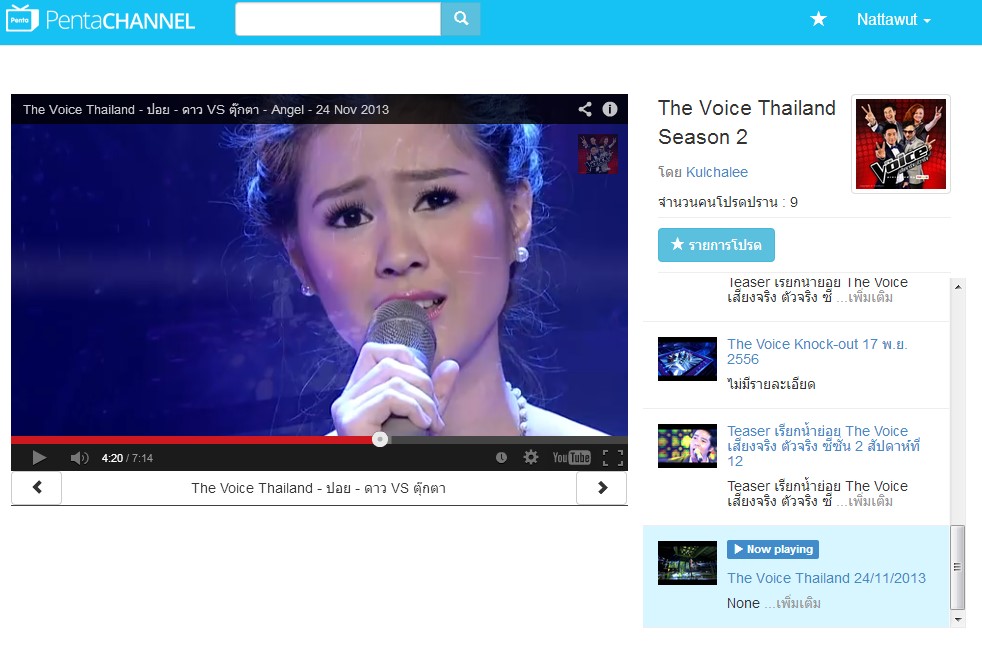 Penta PentaCHANNEL
Nattawut
The Voice Thailand - ปอย - ดาว VS ตุ๊กตา - Angel - 24 Nov 2013
4:20 / 7:14
YouTube
The Voice Thailand - ปอย - ดาว VS ตุ๊กตา
The Voice Thailand
Season 2
โดย Kulchalee
จำนวนคนโปรดปราน : 9
the Voice
รายการโปรด
Teaser เรียกน้ำย่อย The Voice
เสียงจริง ตัวจริง ซี ...เพิ่มเติม
The Voice Knock-out 17 พ.ย.
2556
ไม่มีรายละเอียด
Teaser เรียกน้ำย่อย The Voice
เสียงจริง ตัวจริง ซีซั่น 2 สัปดาห์ที่
12
Teaser เรียกน้ำย่อย The Voice
เสียงจริง ตัวจริง ซี ...เพิ่มเติม
Now playing
The Voice Thailand 24/11/2013
None ...เพิ่มเติม